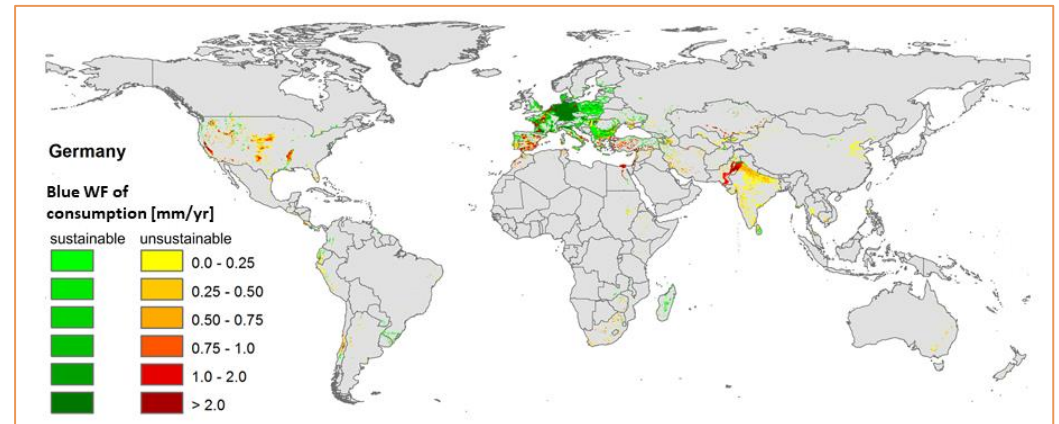 Germany
Blue WF of
consumption [mm/yr]
sustainable unsustainable
0.0 - 0.25
0.25 - 0.50
0.50 - 0.75
0.75 - 1.0
1.0 - 2.0
> 2.0